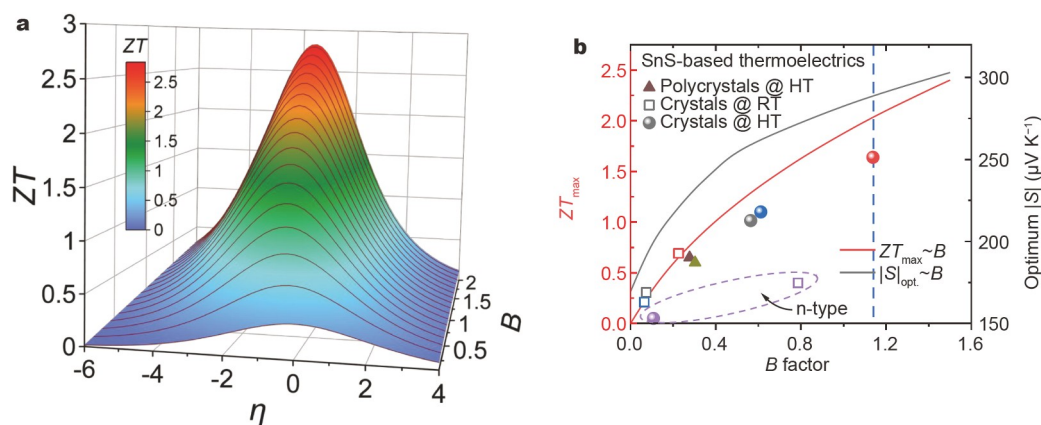 a
3
2.5
2
1.5
1
0.5
0
ZT
ZT
2.5
2
1.5
1
0.5
0
-6
-4
-2
0
2
4
η
0.5
1
1.5
2
B
b
SnS-based thermoelectrics
Polycrystals @ HT
Crystals @ RT
Crystals @ HT
2.5
2.0
1.5
1.0
0.5
0.0
ZTmax
300
250
200
150
Optimum |S| (μV K⁻¹)
ZTmax~B
|S|opt.~B
n-type
0.0 0.4 0.8 1.2 1.6
B factor